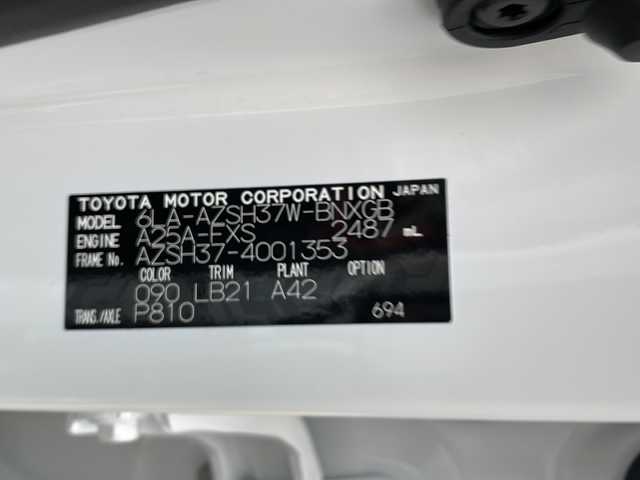 TOYOTA MOTOR CORPORATION JAPAN
MODEL 6LA-AZSH37W-BNXGB
ENGINE A25A-FXS 2487 mL
FRAME No. AZSH37-4001353
COLOR TRIM PLANT OPTION
090 LB21 A42
TRANS./AXLE P810 694